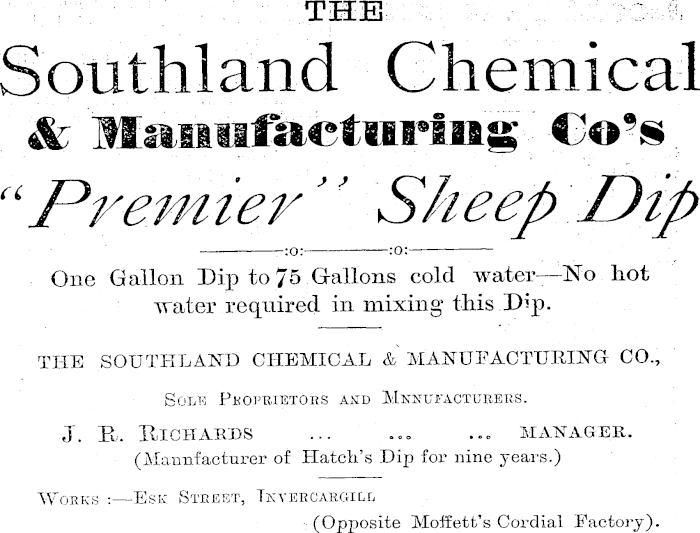 THE
Southland Chemical
& Manufacturing Co's
"Premier" Sheep Dip
:o: :o:
One Gallon Dip to 75 Gallons cold water—No hot
water required in mixing this Dip.
THE SOUTHLAND CHEMICAL & MANUFACTURING CO.,
SOLE PROPRIETORS AND MNNUFACTURERS.
J. R. RICHARDS ... ... ... MANAGER.
(Mannfacturer of Hatch's Dip for nine years.)
WORKS :—ESK STREET, INVERCARGILL
(Opposite Moffett's Cordial Factory).